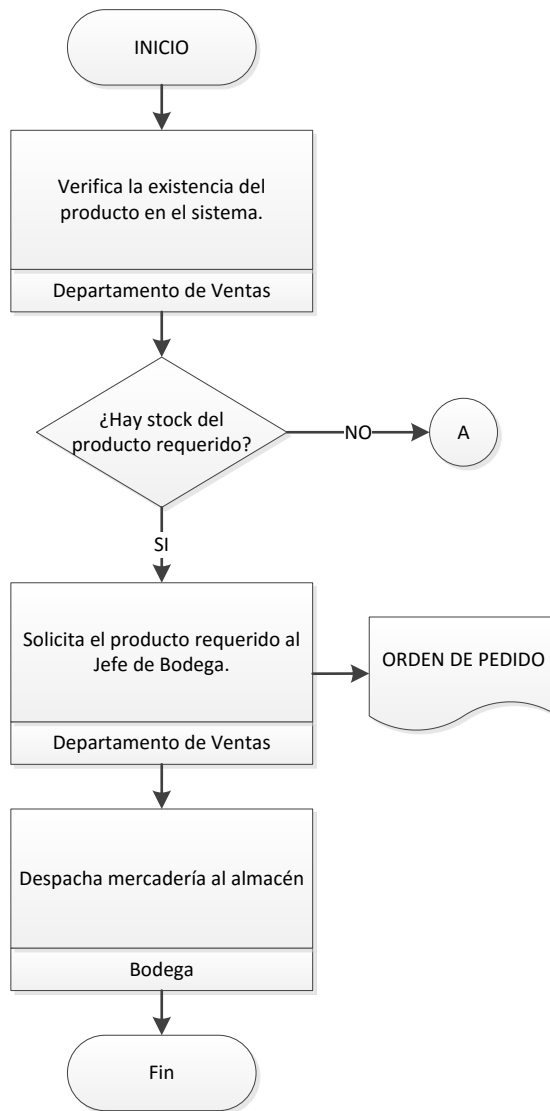 INICIO
Verifica la existencia del
producto en el sistema.
Departamento de Ventas
¿Hay stock del
producto requerido?
NO
A
SI
Solicita el producto requerido al
Jefe de Bodega.
ORDEN DE PEDIDO
Departamento de Ventas
Despacha mercadería al almacén
Bodega
Fin